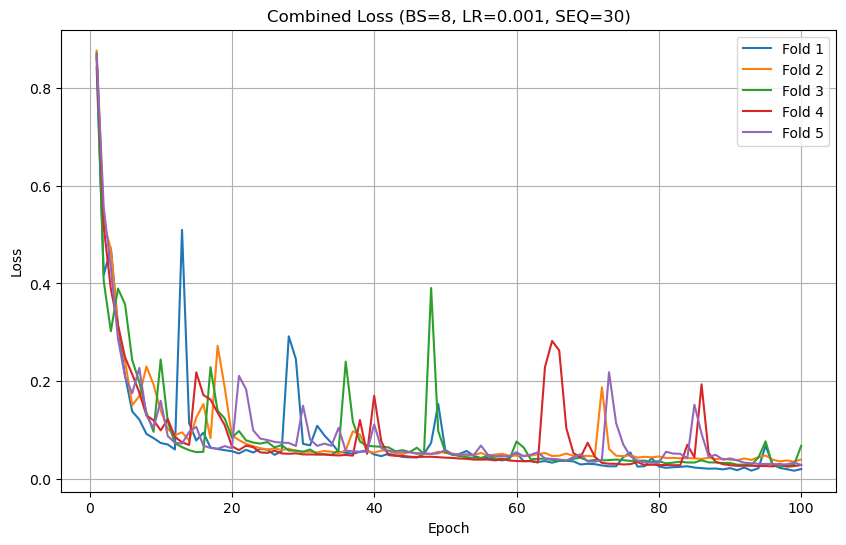 Combined Loss (BS=8, LR=0.001, SEQ=30)
Fold 1
Fold 2
Fold 3
Fold 4
Fold 5
Loss
0.8
0.6
0.4
0.2
0.0
0 20 40 60 80 100
Epoch